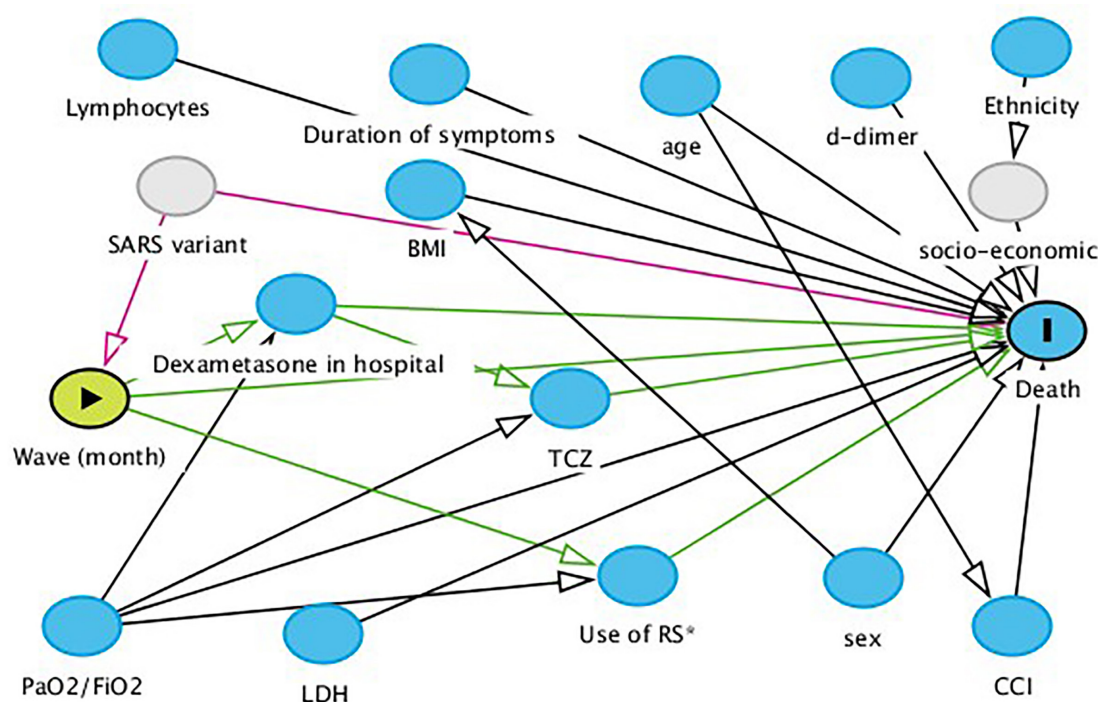 Lymphocytes
Duration of symptoms
age
d-dimer
Ethnicity
SARS variant
BMI
socio-economic
Dexametasone in hospital
Death
Wave (month)
TCZ
PaO2/FiO2
LDH
Use of RS*
sex
CCI